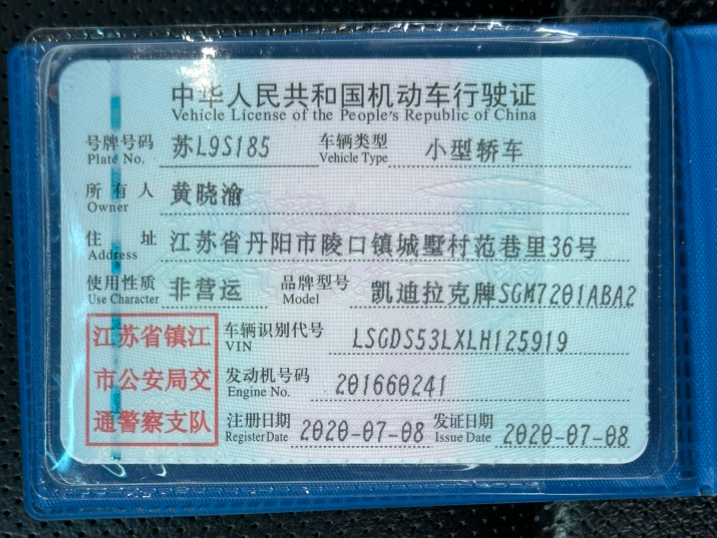 中华人民共和国机动车行驶证
Vehicle License of the People's Republic of China
号牌号码 苏L9S185 车辆类型 小型轿车
Plate No. Vehicle Type
所有人 黄晓渝
Owner
住址 江苏省丹阳市陵口镇城墅村范巷里36号
Address
使用性质 非营运 品牌型号 凯迪拉克牌SGM7201ABA2
Use Character Model
江苏省镇江
市公安局交
通警察支队
车辆识别代号 LSGDS53LXLH125919
VIN
发动机号码 201660241
Engine No.
注册日期 2020-07-08 发证日期 2020-07-08
Register Date Issue Date